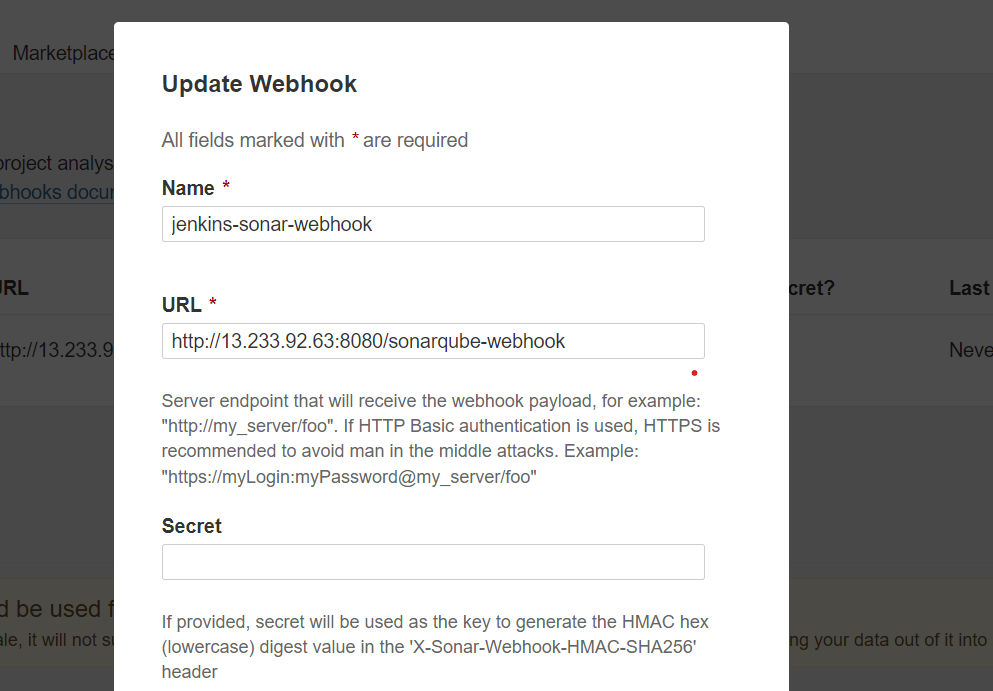 Marketplace
Update Webhook
All fields marked with * are required
project analys
Name *
bhooks docu
jenkins-sonar-webhook
URL *
URL
cret?
Last
http://13.233.92.63:8080/sonarqube-webhook
ttp://13.233.9
Neve
Server endpoint that will receive the webhook payload, for example:
"http://my_server/foo". If HTTP Basic authentication is used, HTTPS is
recommended to avoid man in the middle attacks. Example:
"https://myLogin:myPassword@my_server/foo"
Secret
d be used f
If provided, secret will be used as the key to generate the HMAC hex
ale, it will not su
(lowercase) digest value in the 'X-Sonar-Webhook-HMAC-SHA256'
ng your data out of it into
header